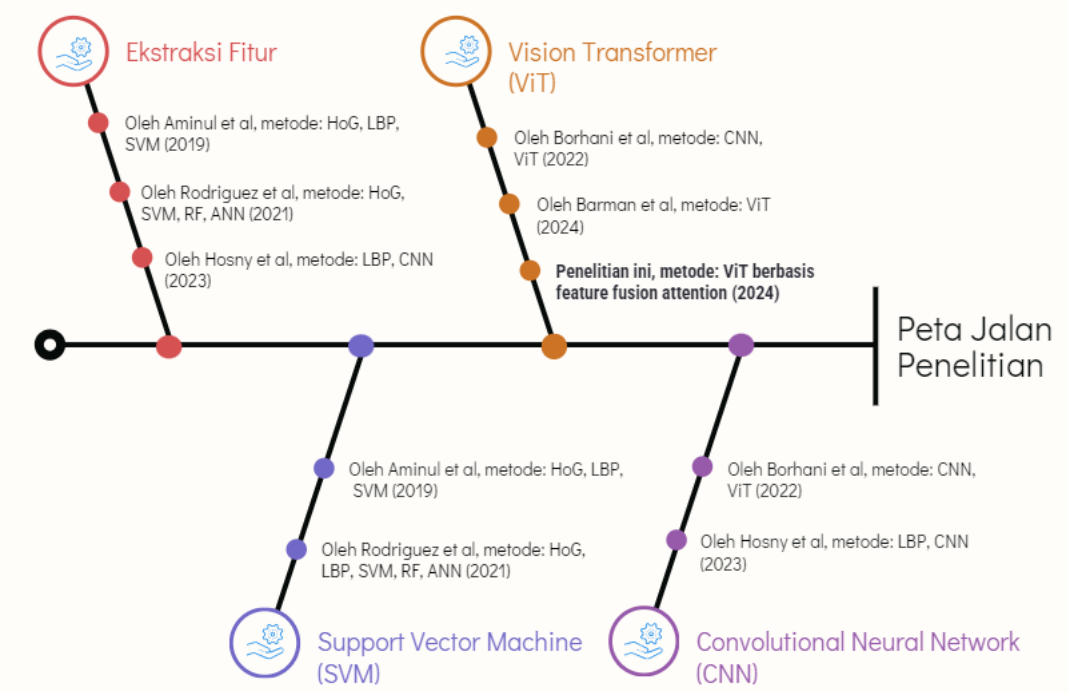 Ekstraksi Fitur
Oleh Aminul et al, metode: HoG, LBP,
SVM (2019)
Oleh Rodriguez et al, metode: HoG,
SVM, RF, ANN (2021)
Oleh Hosny et al, metode: LBP, CNN
(2023)
Vision Transformer
(ViT)
Oleh Borhani et al, metode: CNN,
ViT (2022)
Oleh Barman et al, metode: ViT
(2024)
Penelitian ini, metode: ViT berbasis
feature fusion attention (2024)
Peta Jalan
Penelitian
Oleh Aminul et al, metode: HoG, LBP,
SVM (2019)
Oleh Rodriguez et al, metode: HoG,
LBP, SVM, RF, ANN (2021)
Support Vector Machine
(SVM)
Oleh Borhani et al, metode: CNN,
ViT (2022)
Oleh Hosny et al, metode: LBP, CNN
(2023)
Convolutional Neural Network
(CNN)